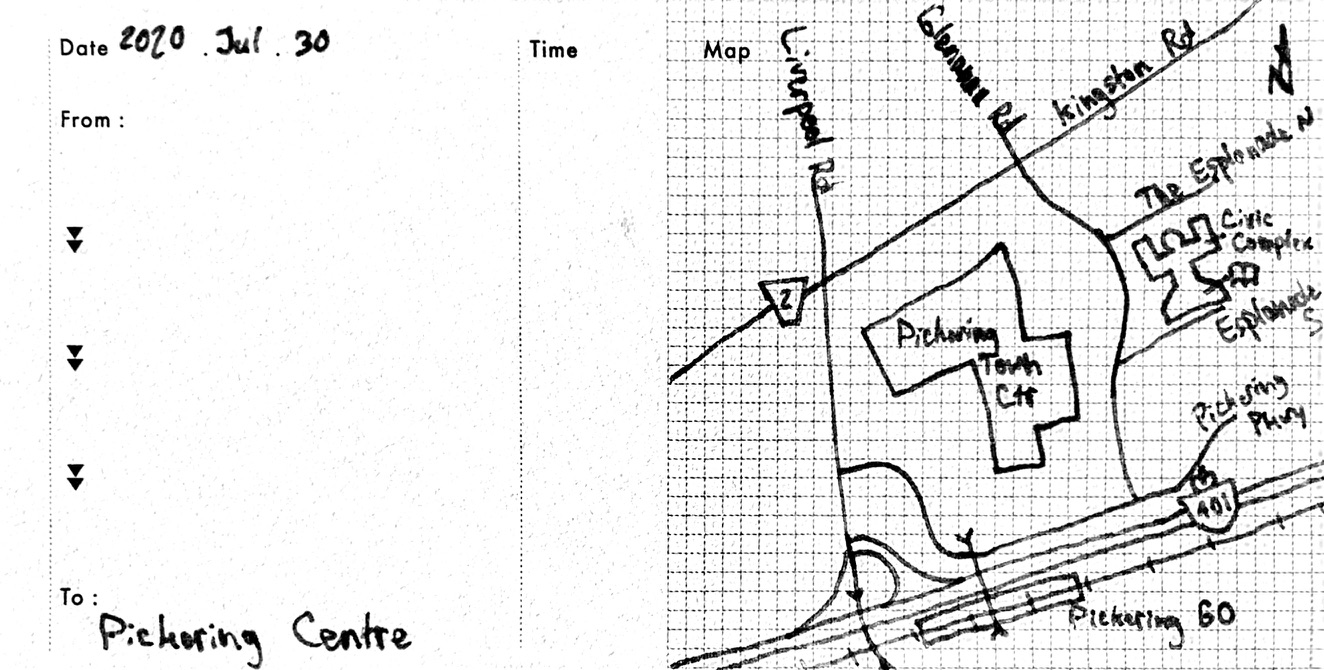 Date 2020 . Jul . 30
Time
From :
To :
Pickering Centre
Map
Liverpool Rd
Glenanna Rd
Kingston Rd
N
The Esplanade N
Civic
Complex
Esplanade
S
2
Pickering
Town
Ctr
Pickering
Pkwy
401
Pickering GO